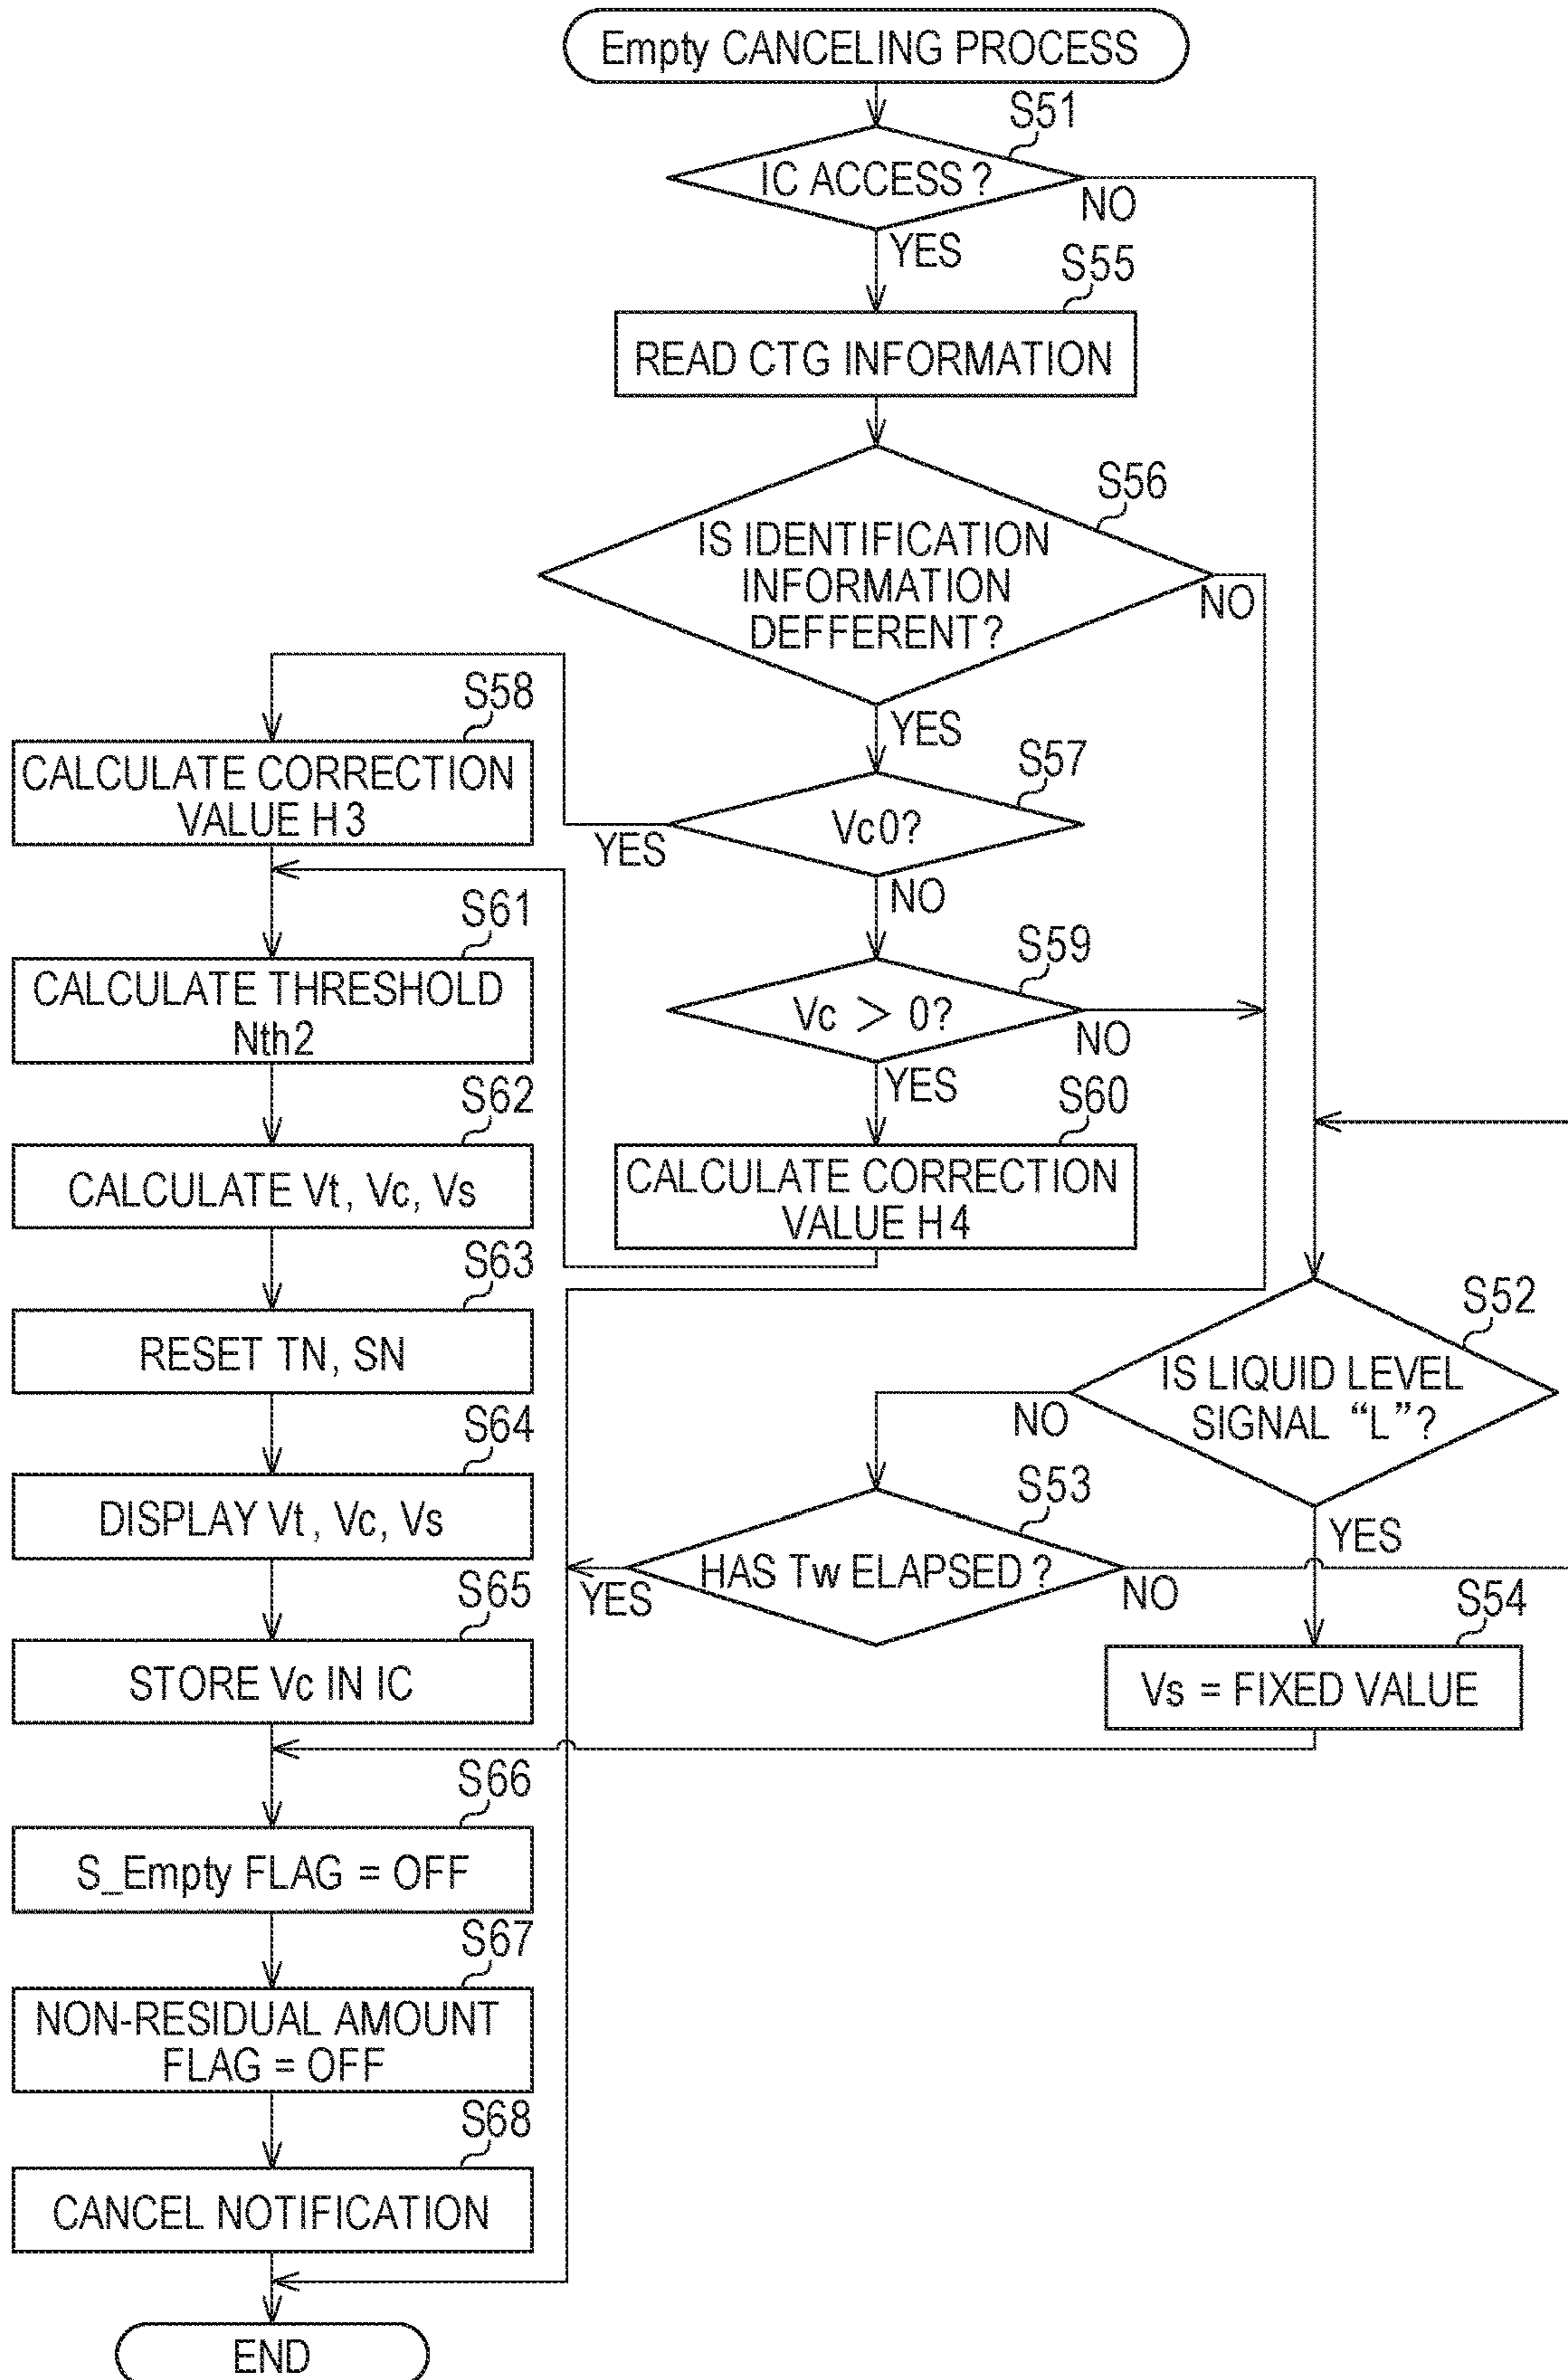 Empty CANCELING PROCESS
S51
IC ACCESS?
NO
YES
S55
READ CTG INFORMATION
S56
IS IDENTIFICATION
INFORMATION
DEFFERENT?
NO
YES
S58
CALCULATE CORRECTION
VALUE H3
S57
Vc0?
YES
NO
S61
CALCULATE THRESHOLD
Nth2
S59
Vc > 0?
NO
YES
S62
CALCULATE Vt, Vc, Vs
S60
CALCULATE CORRECTION
VALUE H4
S63
RESET TN, SN
S52
IS LIQUID LEVEL
SIGNAL “L”?
NO
YES
S64
DISPLAY Vt, Vc, Vs
S53
HAS Tw ELAPSED?
YES
NO
S65
STORE Vc IN IC
S54
Vs = FIXED VALUE
S66
S_Empty FLAG = OFF
S67
NON-RESIDUAL AMOUNT
FLAG = OFF
S68
CANCEL NOTIFICATION
END